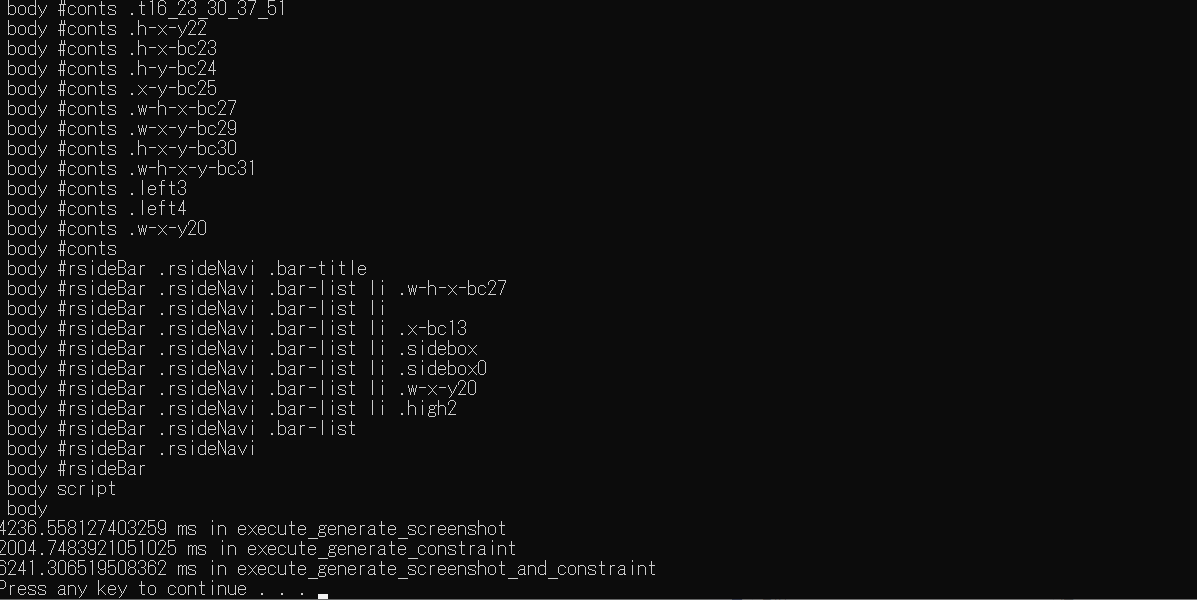 body #conts .t16_23_30_37_51
body #conts .h-x-y22
body #conts .h-x-bc23
body #conts .h-y-bc24
body #conts .x-y-bc25
body #conts .w-h-x-bc27
body #conts .w-x-y-bc29
body #conts .h-x-y-bc30
body #conts .w-h-x-y-bc31
body #conts .left3
body #conts .left4
body #conts .w-x-y20
body #conts
body #rsideBar .rsideNavi .bar-title
body #rsideBar .rsideNavi .bar-list li .w-h-x-bc27
body #rsideBar .rsideNavi .bar-list li
body #rsideBar .rsideNavi .bar-list li .x-bc13
body #rsideBar .rsideNavi .bar-list li .sidebox
body #rsideBar .rsideNavi .bar-list li .sidebox0
body #rsideBar .rsideNavi .bar-list li .w-x-y20
body #rsideBar .rsideNavi .bar-list li .high2
body #rsideBar .rsideNavi .bar-list
body #rsideBar .rsideNavi
body #rsideBar
body script
body
4236.558127403259 ms in execute_generate_screenshot
2004.7483921051025 ms in execute_generate_constraint
6241.306519508362 ms in execute_generate_screenshot_and_constraint
Press any key to continue . . .